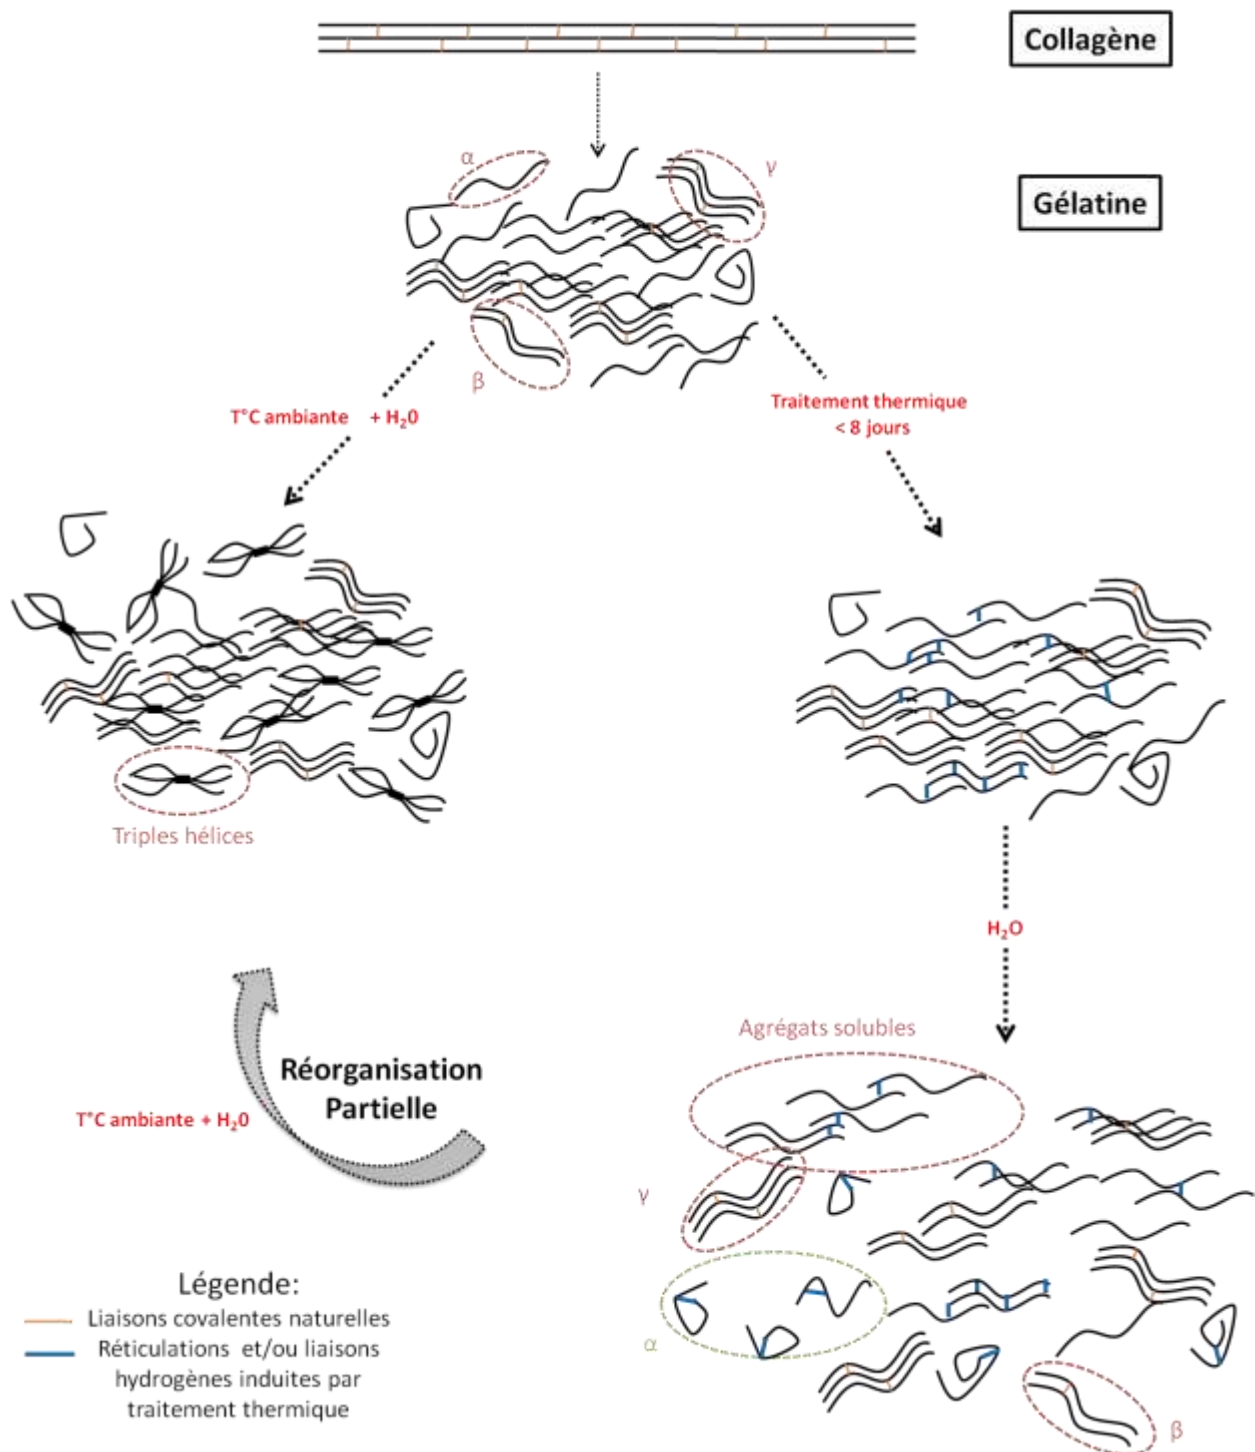 Collagène
α
γ
Gélatine
β
T°C ambiante + H₂0
Traitement thermique
< 8 jours
Triples hélices
H₂O
Agrégats solubles
Réorganisation
Partielle
T°C ambiante + H₂0
γ
α
β
Légende:
Liaisons covalentes naturelles
Réticulations et/ou liaisons
hydrogènes induites par
traitement thermique